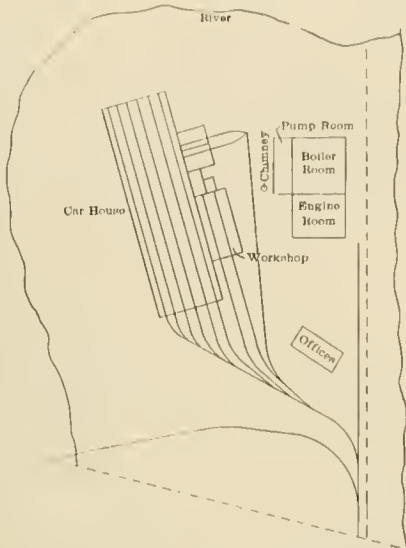 River
Pump Room
Chimney
Boiler
Room
Engine
Room
Car House
Workshop
Offices